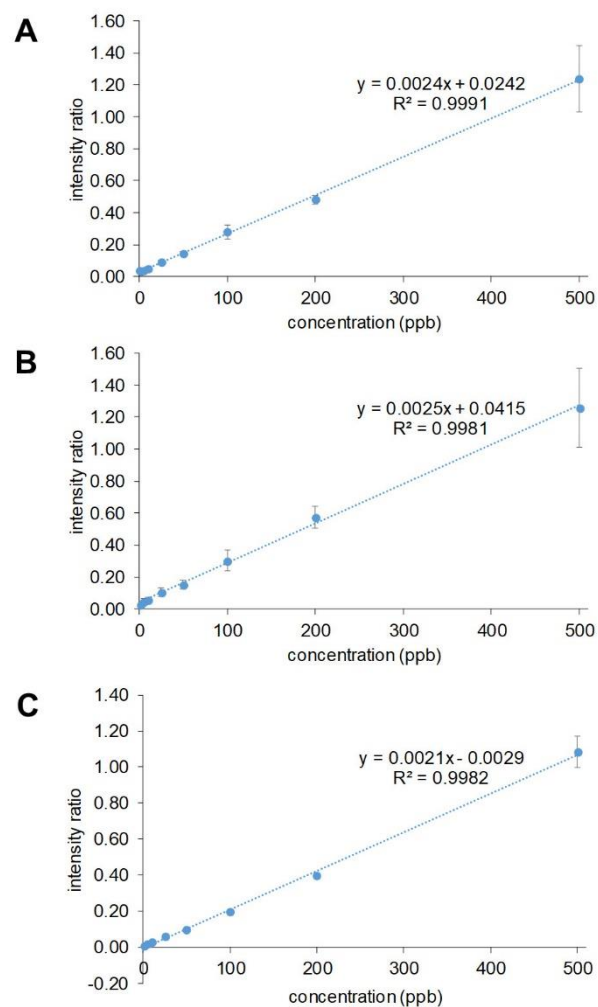 A
1.60
1.40
1.20
1.00
0.80
0.60
0.40
0.20
0.00
intensity ratio
y = 0.0024x + 0.0242
R² = 0.9991
0 100 200 300 400 500
concentration (ppb)
B
1.60
1.40
1.20
1.00
0.80
0.60
0.40
0.20
0.00
intensity ratio
y = 0.0025x + 0.0415
R² = 0.9981
0 100 200 300 400 500
concentration (ppb)
C
1.40
1.20
1.00
0.80
0.60
0.40
0.20
0.00
-0.20
intensity ratio
y = 0.0021x - 0.0029
R² = 0.9982
0 100 200 300 400 500
concentration (ppb)